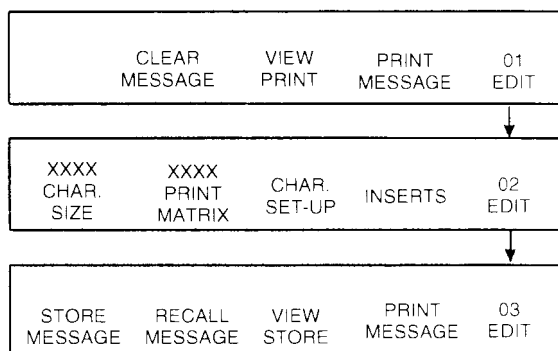 CLEAR VIEW PRINT 01
MESSAGE PRINT MESSAGE EDIT
XXXX XXXX CHAR. INSERTS 02
CHAR. PRINT SET-UP EDIT
SIZE MATRIX
STORE RECALL VIEW PRINT 03
MESSAGE MESSAGE STORE MESSAGE EDIT